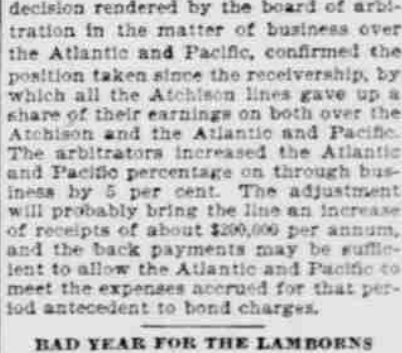 decision rendered by the board of arbi-
tration in the matter of business over
the Atlantic and Pacific, confirmed the
position taken since the receivership, by
which all the Atchison lines gave up a
share of their earnings on both over the
Atchison and the Atlantic and Pacific.
The arbitrators increased the Atlantic
and Pacific percentage on through bus-
iness by 5 per cent. The adjustment
will probably bring the line an increase
of receipts of about $200,000 per annum,
and the back payments may be suffic-
ient to allow the Atlantic and Pacific to
meet the expenses accrued for that per-
iod antecedent to bond charges.
BAD YEAR FOR THE LAMBORNS